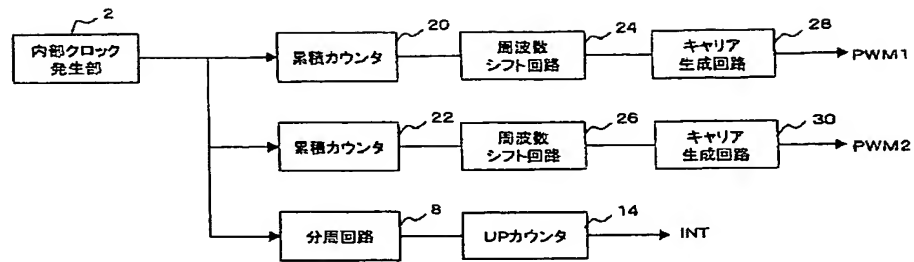 2
内部クロック
発生部
20
累積カウンタ
24
周波数
シフト回路
28
キャリア
生成回路
PWM1
22
累積カウンタ
26
周波数
シフト回路
30
キャリア
生成回路
PWM2
8
分周回路
14
UPカウンタ
INT